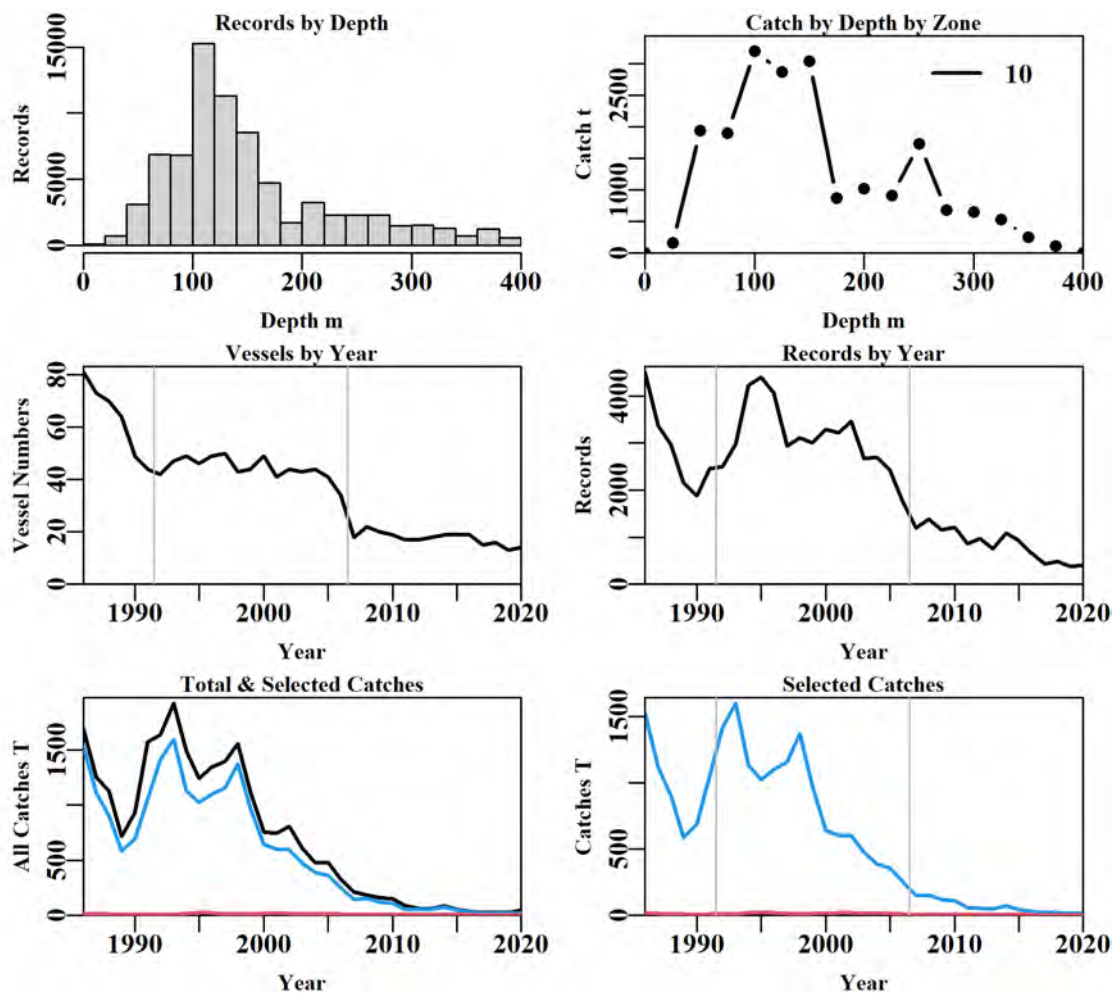 Records by Depth
Records
0
5000
15000
0
100
200
300
400
Depth m
Catch by Depth by Zone
Catch t
0
1000
2500
10
0
100
200
300
400
Depth m
Vessels by Year
Vessel Numbers
0
20
40
60
80
1990
2000
2010
2020
Year
Records by Year
Records
0
2000
4000
1990
2000
2010
2020
Year
Total & Selected Catches
All Catches T
0
500
1500
1990
2000
2010
2020
Year
Selected Catches
Catches T
0
500
1500
1990
2000
2010
2020
Year